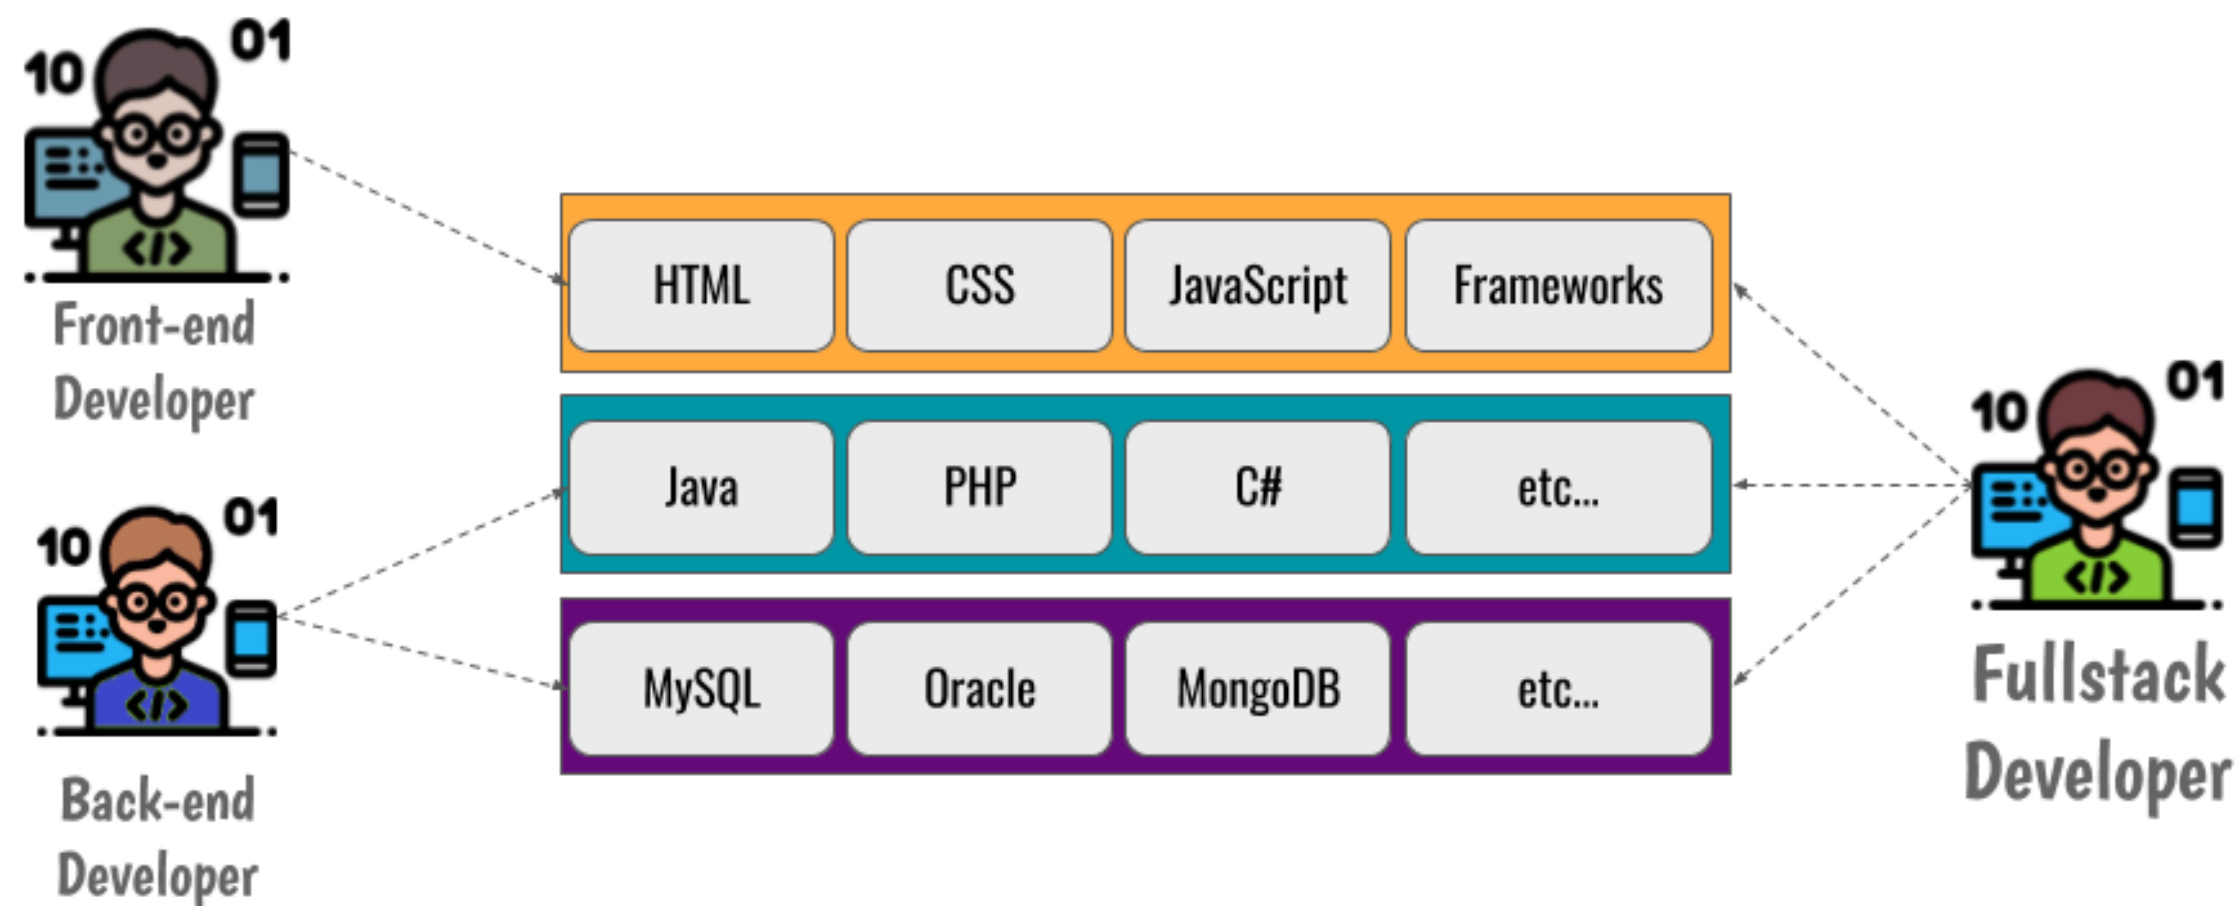 10 01
</>
Front-end
Developer
HTML CSS JavaScript Frameworks
Java PHP C# etc...
MySQL Oracle MongoDB etc...
10 01
</>
Back-end
Developer
10 01
</>
Fullstack
Developer